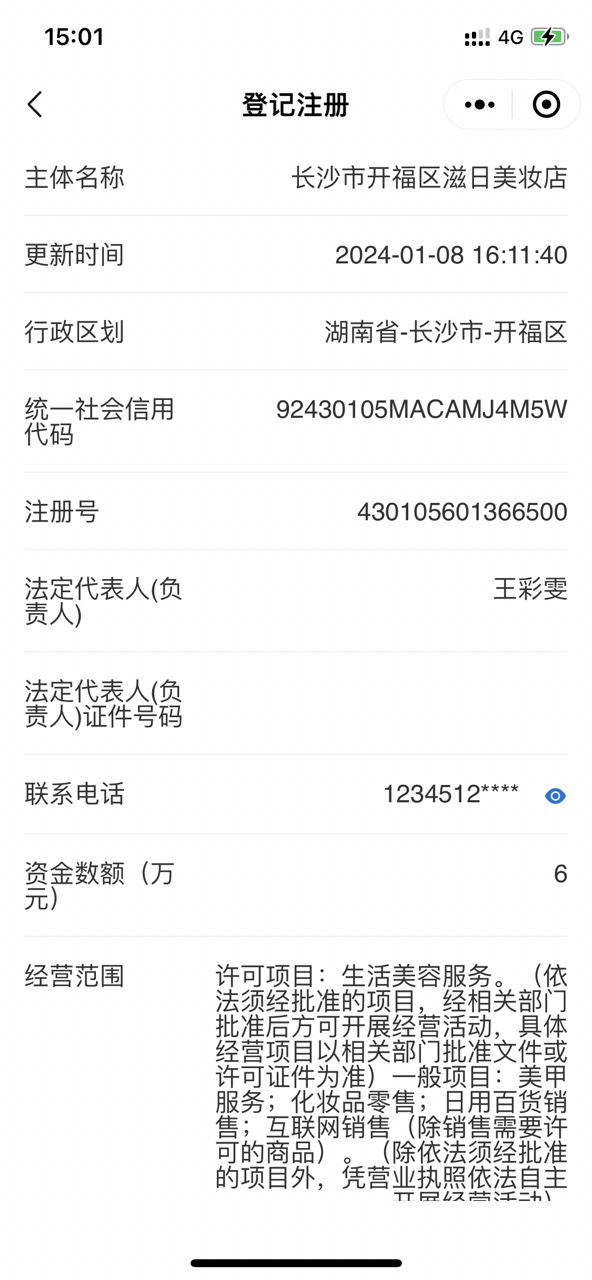 15:01
4G
登记注册
主体名称
长沙市开福区滋日美妆店
更新时间
2024-01-08 16:11:40
行政区划
湖南省-长沙市-开福区
统一社会信用
代码
92430105MACAMJ4M5W
注册号
430105601366500
法定代表人(负
责人)
王彩雯
法定代表人(负
责人)证件号码
联系电话
1234512****
资金数额（万
元）
6
经营范围
许可项目：生活美容服务。（依
法须经批准的项目，经相关部门
批准后方可开展经营活动，具体
经营项目以相关部门批准文件或
许可证件为准）一般项目：美甲
服务；化妆品零售；日用百货销
售；互联网销售（除销售需要许
可的商品）。（除依法须经批准
的项目外，凭营业执照依法自主
开展经营活动）